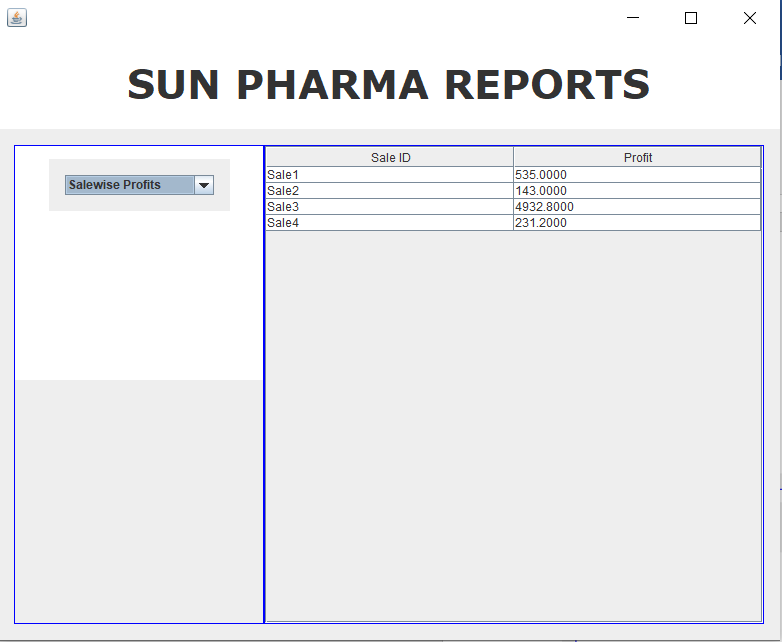 SUN PHARMA REPORTS
Salewise Profits
Sale ID Profit
Sale1 535.0000
Sale2 143.0000
Sale3 4932.8000
Sale4 231.2000